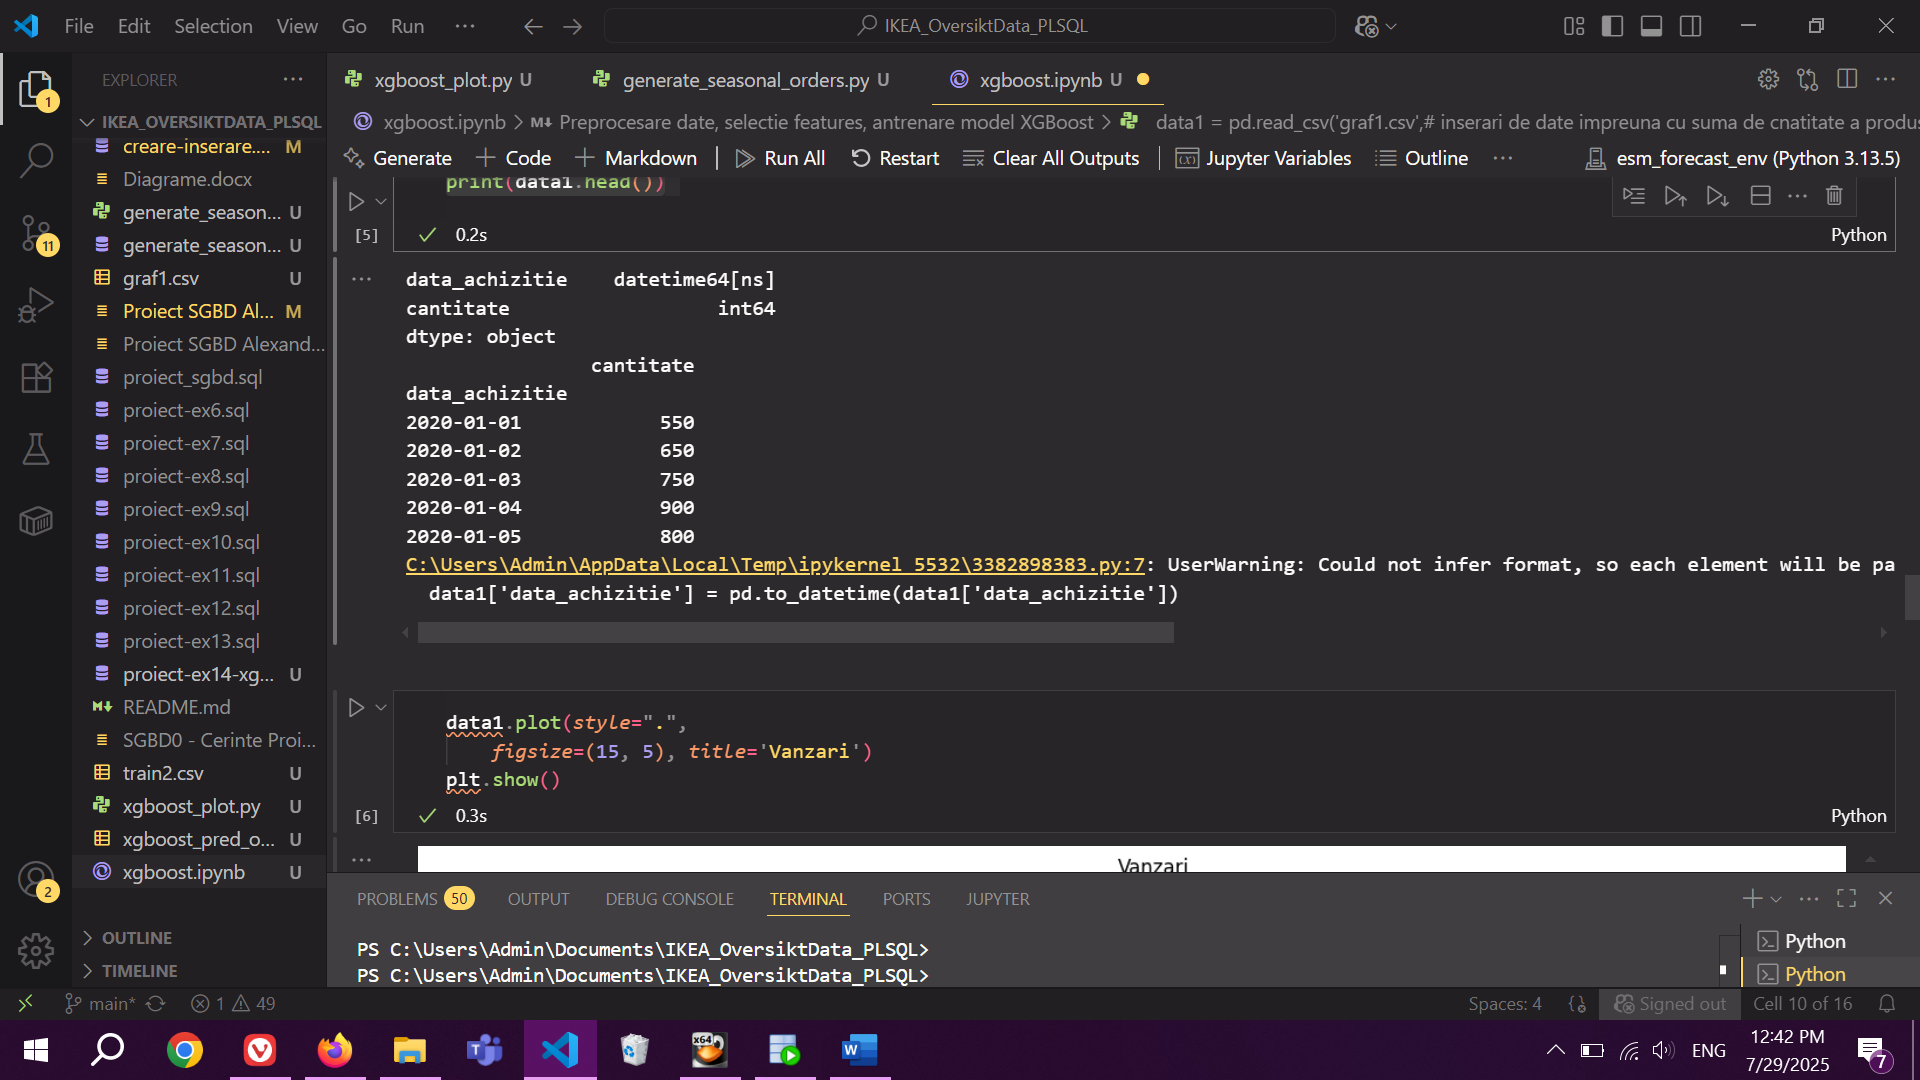 File Edit Selection View Go Run ···
IKEA_OversiktData_PLSQL
EXPLORER
IKEA_OVERSIKTDATA_PLSQL
creare-inserare.... M
Diagrame.docx
generate_season... U
generate_season... U
graf1.csv U
Proiect SGBD Al... M
Proiect SGBD Alexand...
proiect_sgbd.sql
proiect-ex6.sql
proiect-ex7.sql
proiect-ex8.sql
proiect-ex9.sql
proiect-ex10.sql
proiect-ex11.sql
proiect-ex12.sql
proiect-ex13.sql
proiect-ex14-xg... U
README.md
SGBD0 - Cerinte Proi...
train2.csv U
xgboost_plot.py U
xgboost_pred_o... U
xgboost.ipynb U
OUTLINE
TIMELINE
1
11
2
xgboost_plot.py U
generate_seasonal_orders.py U
xgboost.ipynb U
xgboost.ipynb > M↓ Preprocesare date, selectie features, antrenare model XGBoost > data1 = pd.read_csv('graf1.csv',# inserari de date impreuna cu suma de cnatitate a produs
Generate + Code + Markdown | Run All Restart Clear All Outputs | Jupyter Variables Outline ··· esm_forecast_env (Python 3.13.5)
print(data1.head())
[5] ✓ 0.2s Python
data_achizitie datetime64[ns]
cantitate int64
dtype: object
cantitate
data_achizitie
2020-01-01 550
2020-01-02 650
2020-01-03 750
2020-01-04 900
2020-01-05 800
C:\Users\Admin\AppData\Local\Temp\ipykernel_5532\3382898383.py:7: UserWarning: Could not infer format, so each element will be pa
data1['data_achizitie'] = pd.to_datetime(data1['data_achizitie'])
data1.plot(style=".",
figsize=(15, 5), title='Vanzari')
plt.show()
[6] ✓ 0.3s Python
Vanzari
PROBLEMS 50 OUTPUT DEBUG CONSOLE TERMINAL PORTS JUPYTER
PS C:\Users\Admin\Documents\IKEA_OversiktData_PLSQL>
PS C:\Users\Admin\Documents\IKEA_OversiktData_PLSQL>
Python
Python
main* 1 49 Spaces: 4 Signed out Cell 10 of 16
x64
ENG
12:42 PM
7/29/2025
7